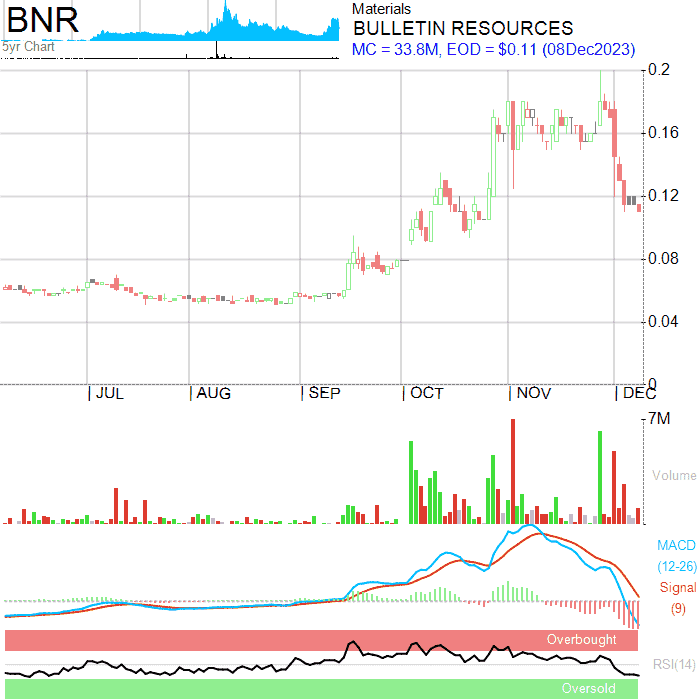 BNR
5yr Chart
Materials
BULLETIN RESOURCES
MC = 33.8M, EOD = $0.11 (08Dec2023)
0.2
0.16
0.12
0.08
0.04
0
JUL AUG SEP OCT NOV DEC
7M
Volume
MACD
(12-26)
Signal
(9)
Overbought
RSI(14)
Oversold